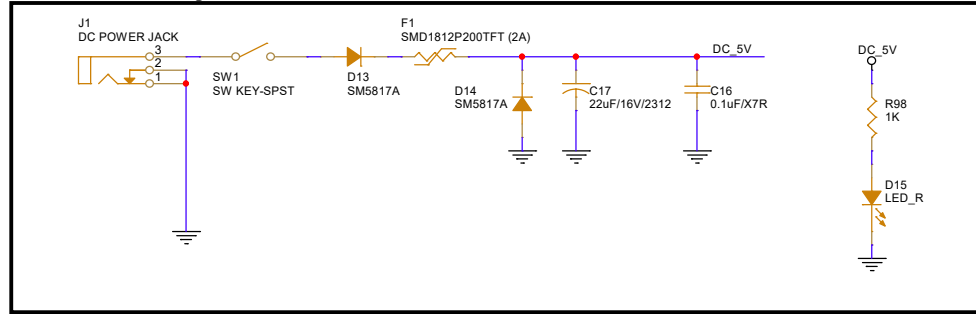 J1
DC POWER JACK
3
2
1
SW1
SW KEY-SPST
D13
SM5817A
F1
SMD1812P200TFT (2A)
D14
SM5817A
C17
22uF/16V/2312
DC_5V
C16
0.1uF/X7R
DC_5V
R98
1K
D15
LED_R